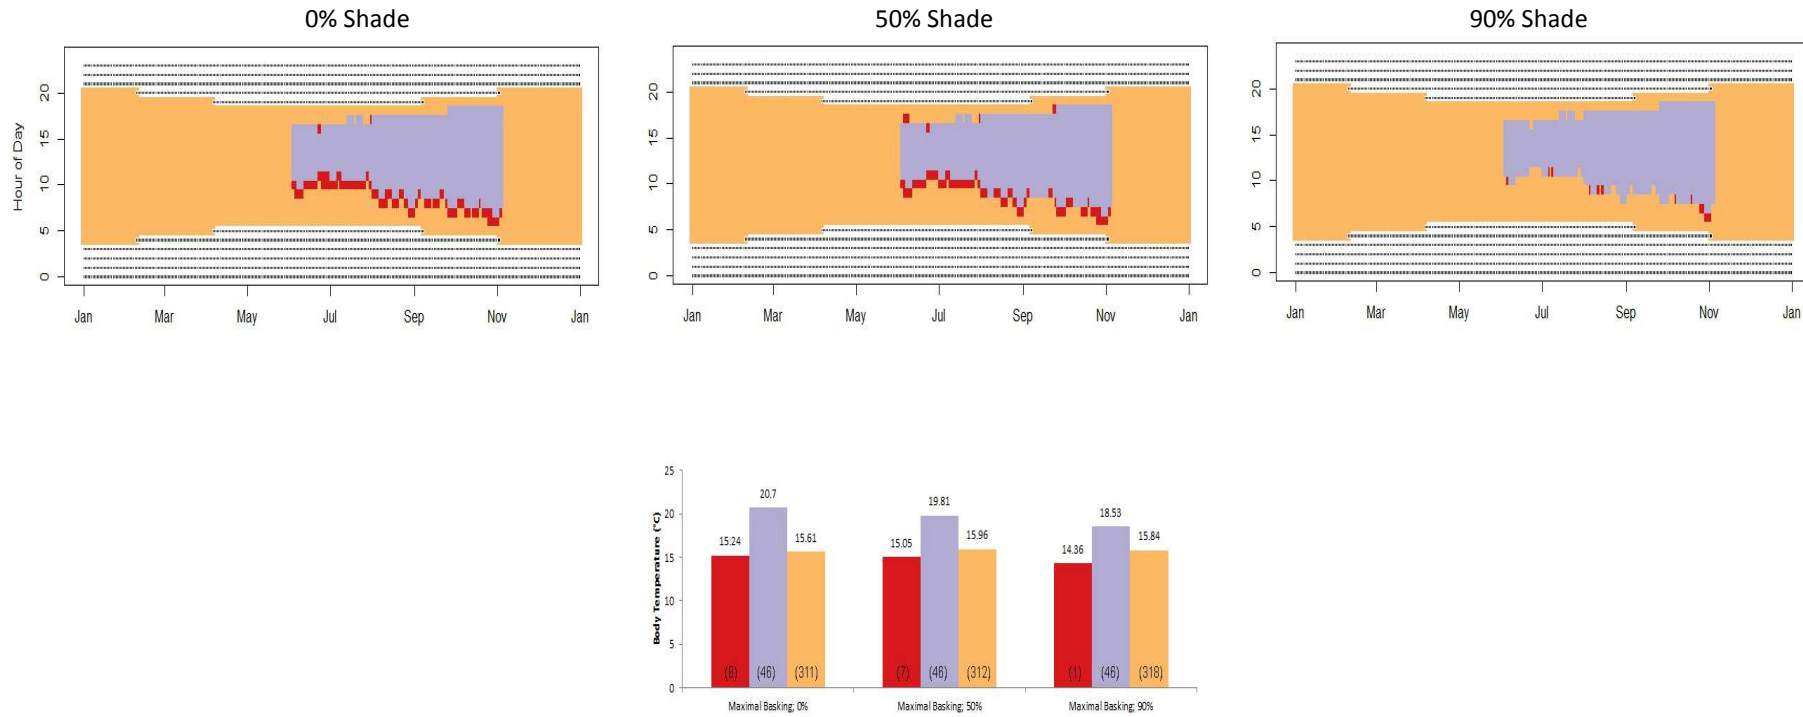 0% Shade
50% Shade
90% Shade
Hour of Day
20
15
10
5
0
Jan Mar May Jul Sep Nov Jan
20
15
10
5
0
Jan Mar May Jul Sep Nov Jan
20
15
10
5
0
Jan Mar May Jul Sep Nov Jan
Body Temperature (°C)
25
20
15
10
5
0
15.24 20.7 15.61
15.05 19.81 15.96
14.36 18.53 15.84
(8) (46) (311)
(7) (46) (312)
(1) (46) (318)
Maximal Basking; 0%
Maximal Basking; 50%
Maximal Basking; 90%